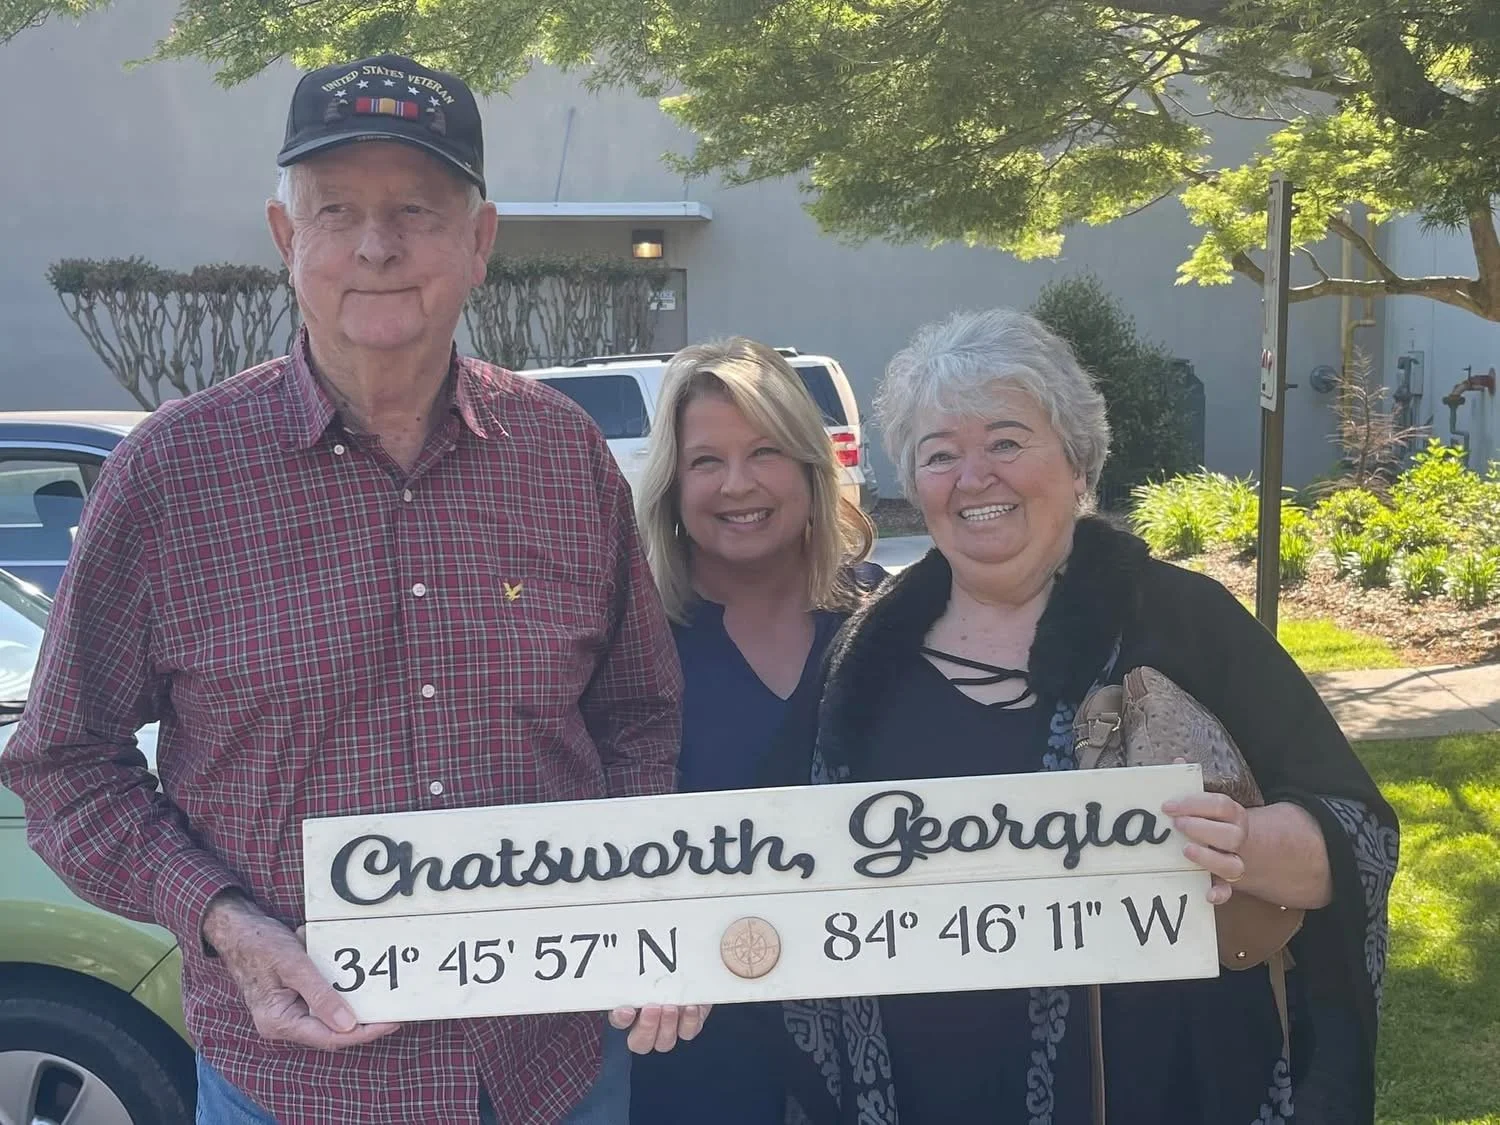 UNITED STATES VETERAN
Chatsworth, Georgia
34° 45' 57" N 84° 46' 11" W